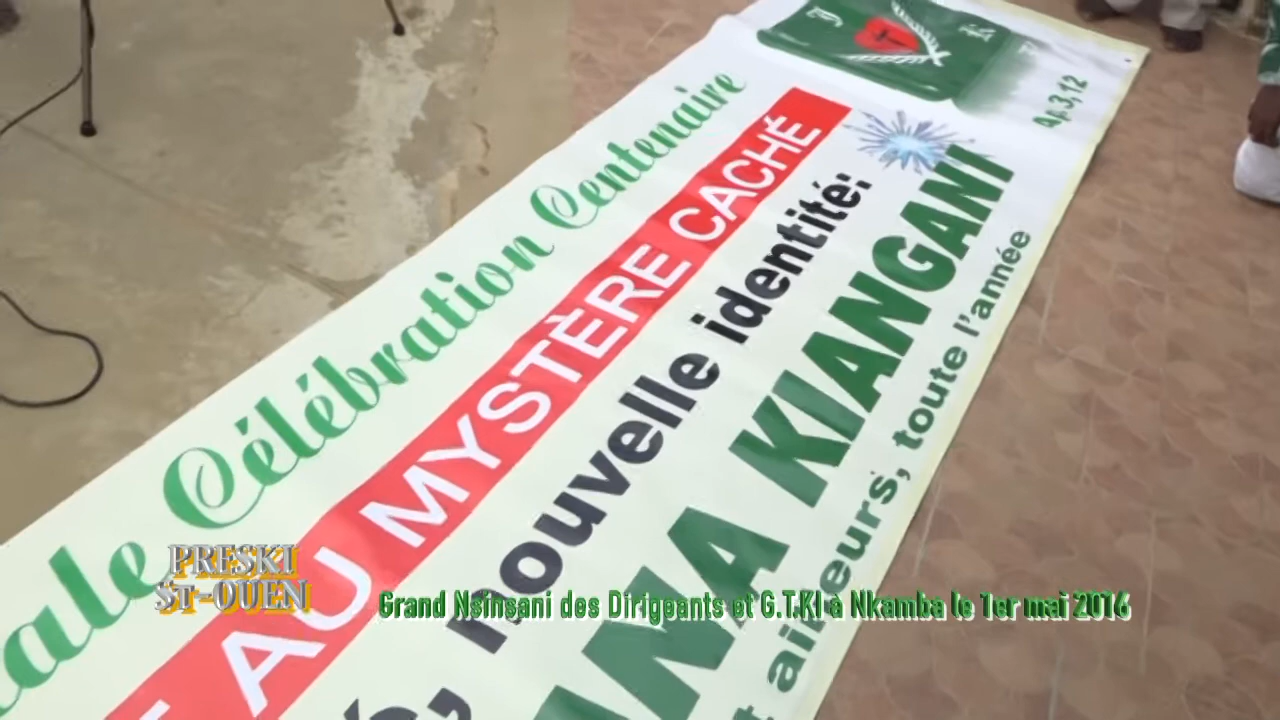 Ap.3,12
ale Célébration Centenaire
AU MYSTÈRE CACHÉ
é, nouvelle identité:
ANA KIANGANI
t ailleurs, toute l'année
PRESKI
ST-OUEN
Grand Nsinsani des Dirigeants et G.T.KI à Nkamba le 1er mai 2016